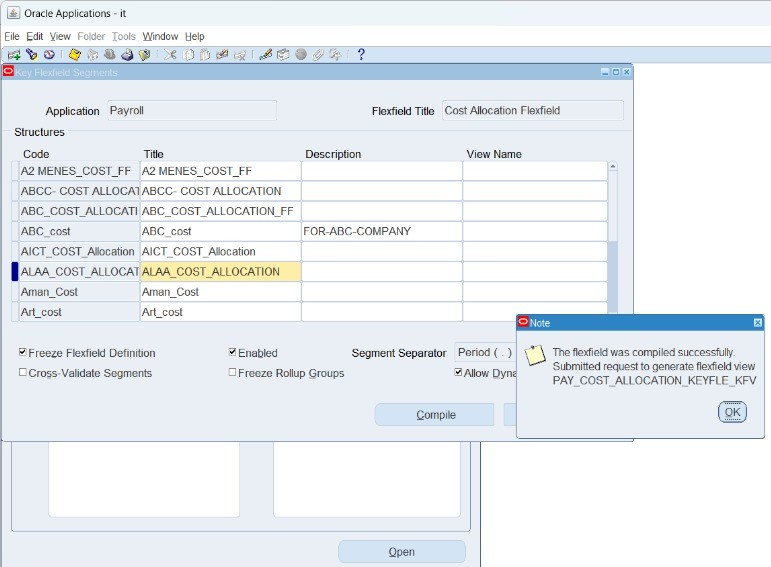 Oracle Applications - it
File Edit View Folder Tools Window Help
Key Flexfield Segments
Application Payroll Flexfield Title Cost Allocation Flexfield
Structures
Code Title Description View Name
A2 MENES_COST_FF A2 MENES_COST_FF
ABCC- COST ALLOCAT ABCC- COST ALLOCATION
ABC_COST_ALLOCATI ABC_COST_ALLOCATION_FF
ABC_cost ABC_cost FOR-ABC-COMPANY
AICT_COST_Allocation AICT_COST_Allocation
ALAA_COST_ALLOCAT ALAA_COST_ALLOCATION
Aman_Cost Aman_Cost
Art_cost Art_cost
Freeze Flexfield Definition Enabled Segment Separator Period ( . )
Cross-Validate Segments Freeze Rollup Groups Allow Dyna
Compile
Note
The flexfield was compiled successfully.
Submitted request to generate flexfield view
PAY_COST_ALLOCATION_KEYFLE_KFV
OK
Open